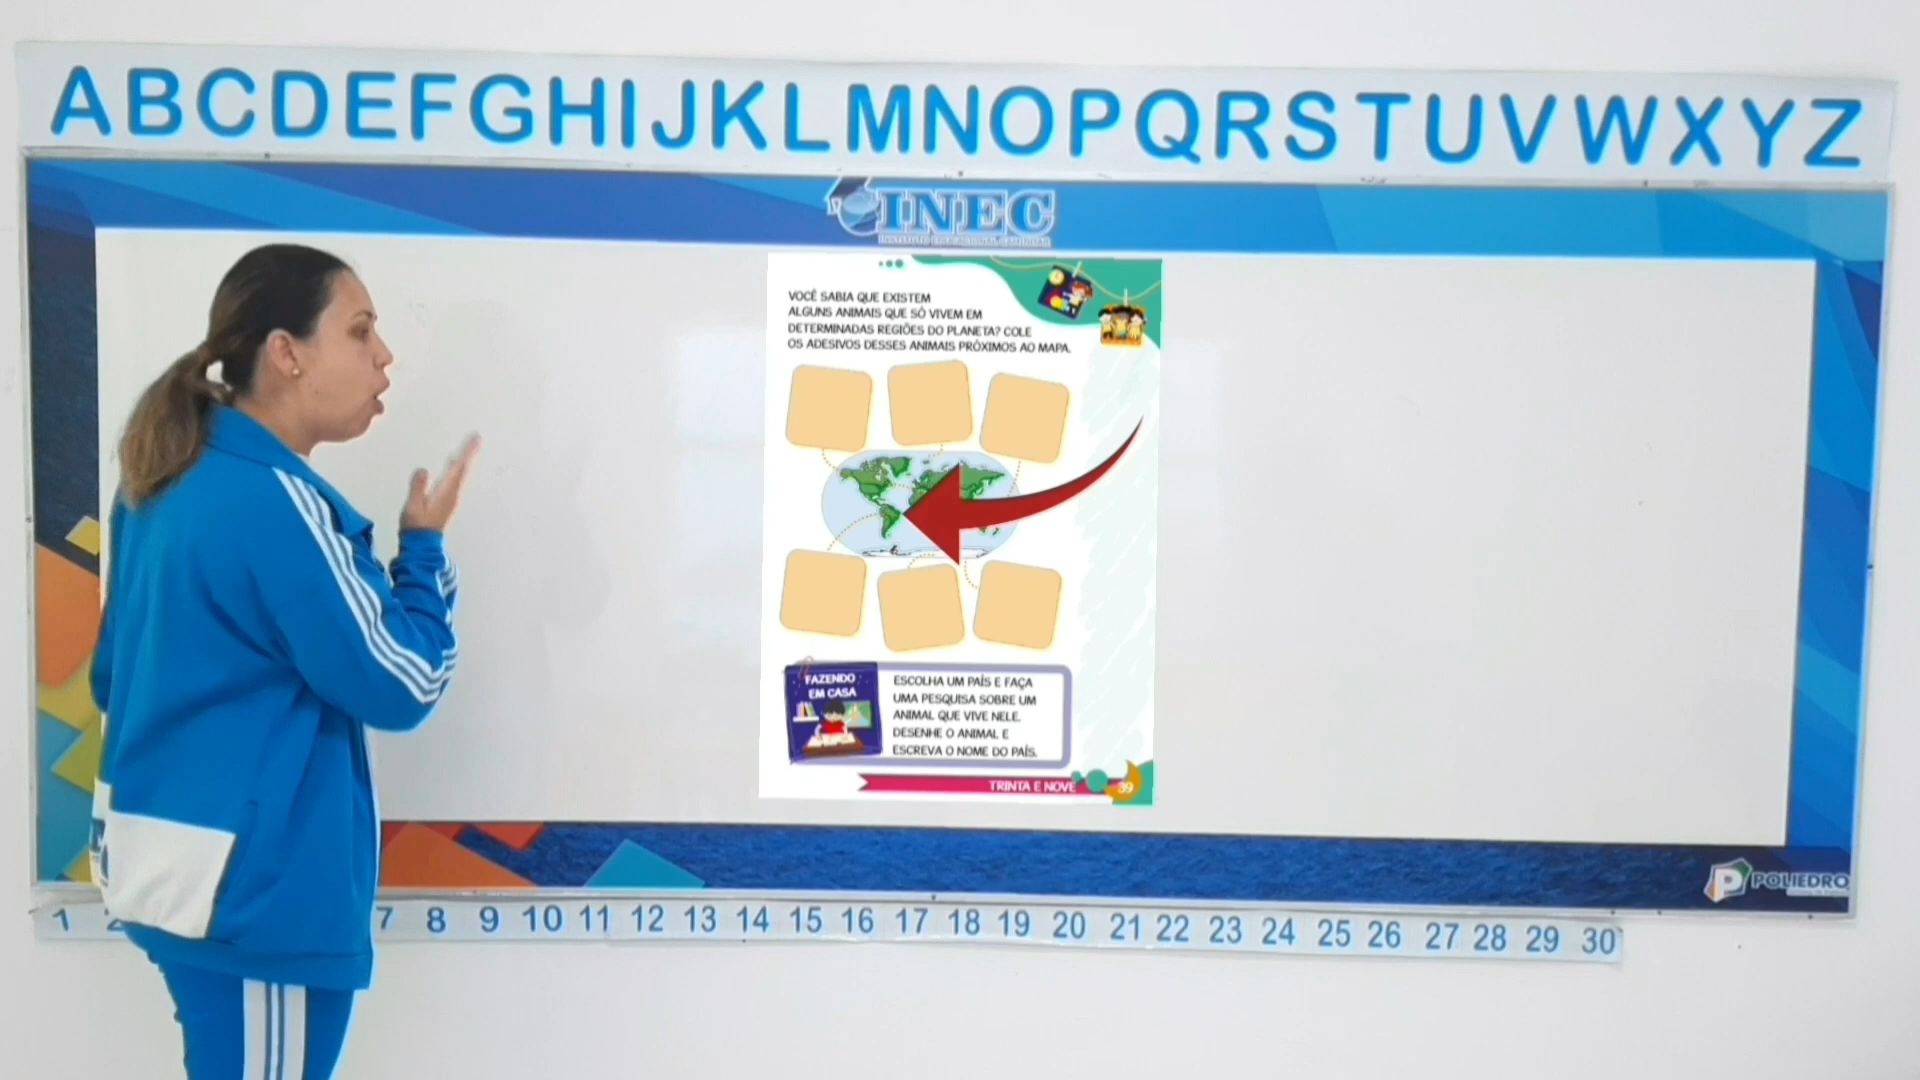 ABCDEFGHIJKLMNOPQRSTUVWXYZ
INEC
VOCÊ SABIA QUE EXISTEM
ALGUNS ANIMAIS QUE SÓ VIVEM EM
DETERMINADAS REGIÕES DO PLANETA? COLE
OS ADESIVOS DESSES ANIMAIS PRÓXIMOS AO MAPA.
FAZENDO
EM CASA
ESCOLHA UM PAÍS E FAÇA
UMA PESQUISA SOBRE UM
ANIMAL QUE VIVE NELE.
DESENHE O ANIMAL E
ESCREVA O NOME DO PAÍS.
TRINTA E NOVE 39
POLIEDRO
1 2 7 8 9 10 11 12 13 14 15 16 17 18 19 20 21 22 23 24 25 26 27 28 29 30